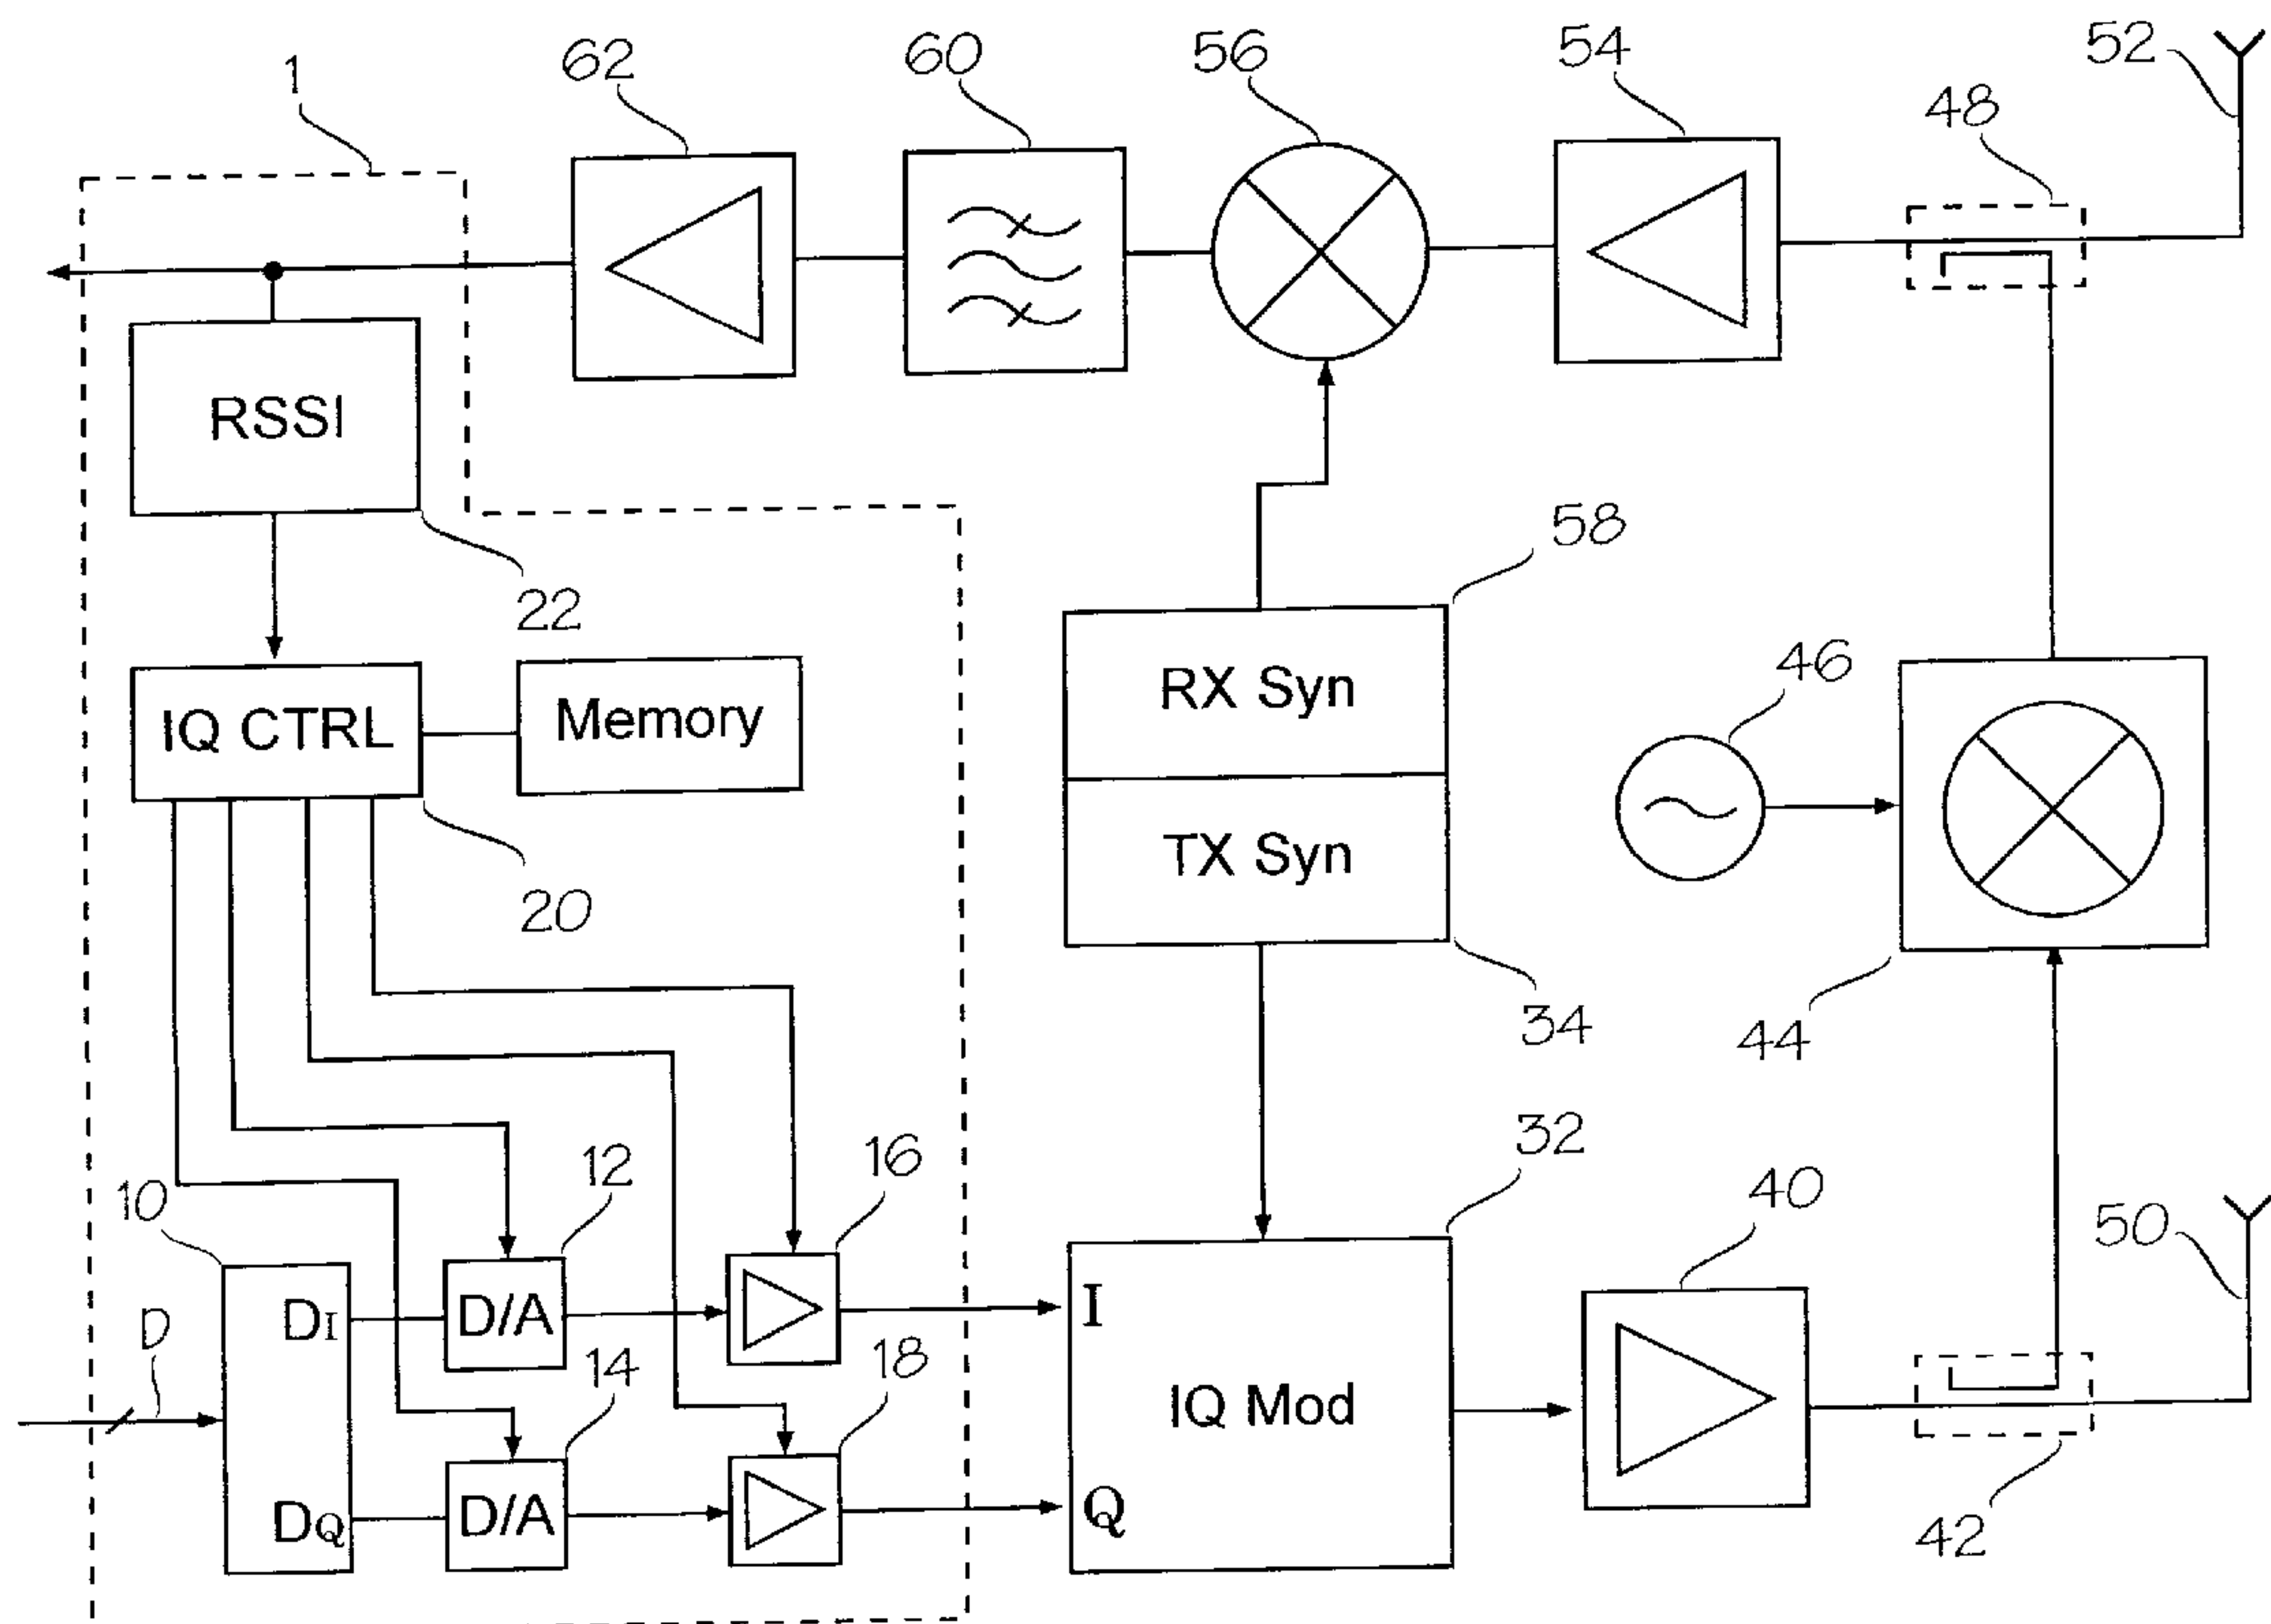 1
62
60
56
54
52
48
RSSI
22
58
RX Syn
46
IQ CTRL
Memory
TX Syn
20
34
44
10
12
16
32
40
50
D
DI
D/A
I
14
18
IQ Mod
DQ
D/A
Q
42